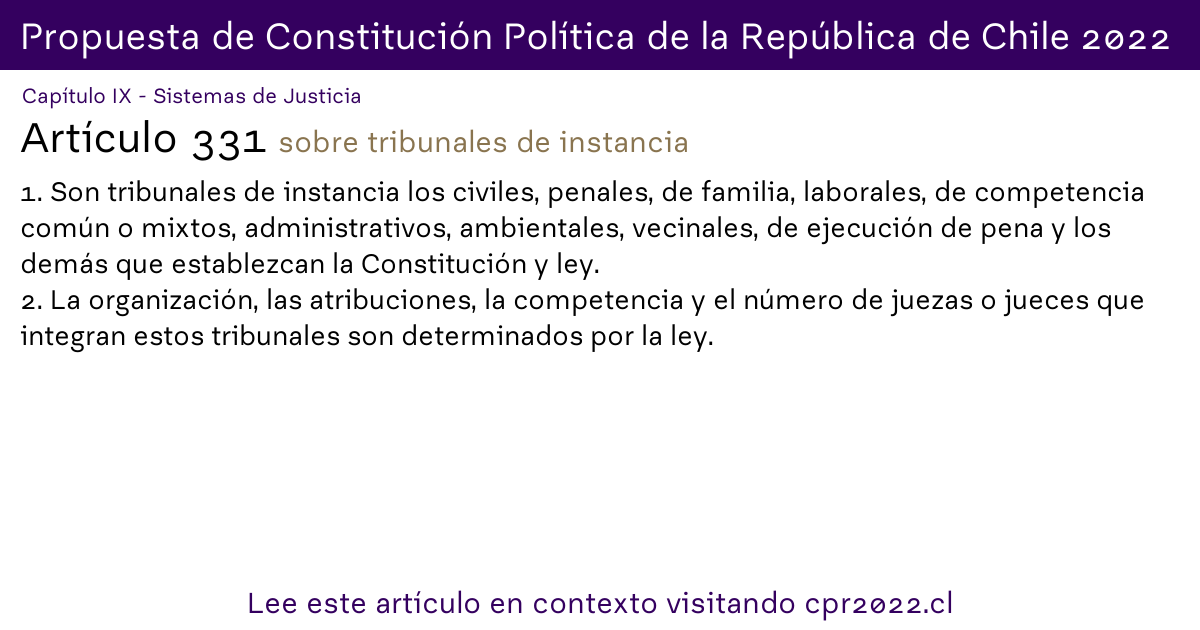 Propuesta de Constitución Política de la República de Chile 2022
Capítulo IX - Sistemas de Justicia
Artículo 331 sobre tribunales de instancia
1. Son tribunales de instancia los civiles, penales, de familia, laborales, de competencia
común o mixtos, administrativos, ambientales, vecinales, de ejecución de pena y los
demás que establezcan la Constitución y ley.
2. La organización, las atribuciones, la competencia y el número de juezas o jueces que
integran estos tribunales son determinados por la ley.
Lee este artículo en contexto visitando cpr2022.cl